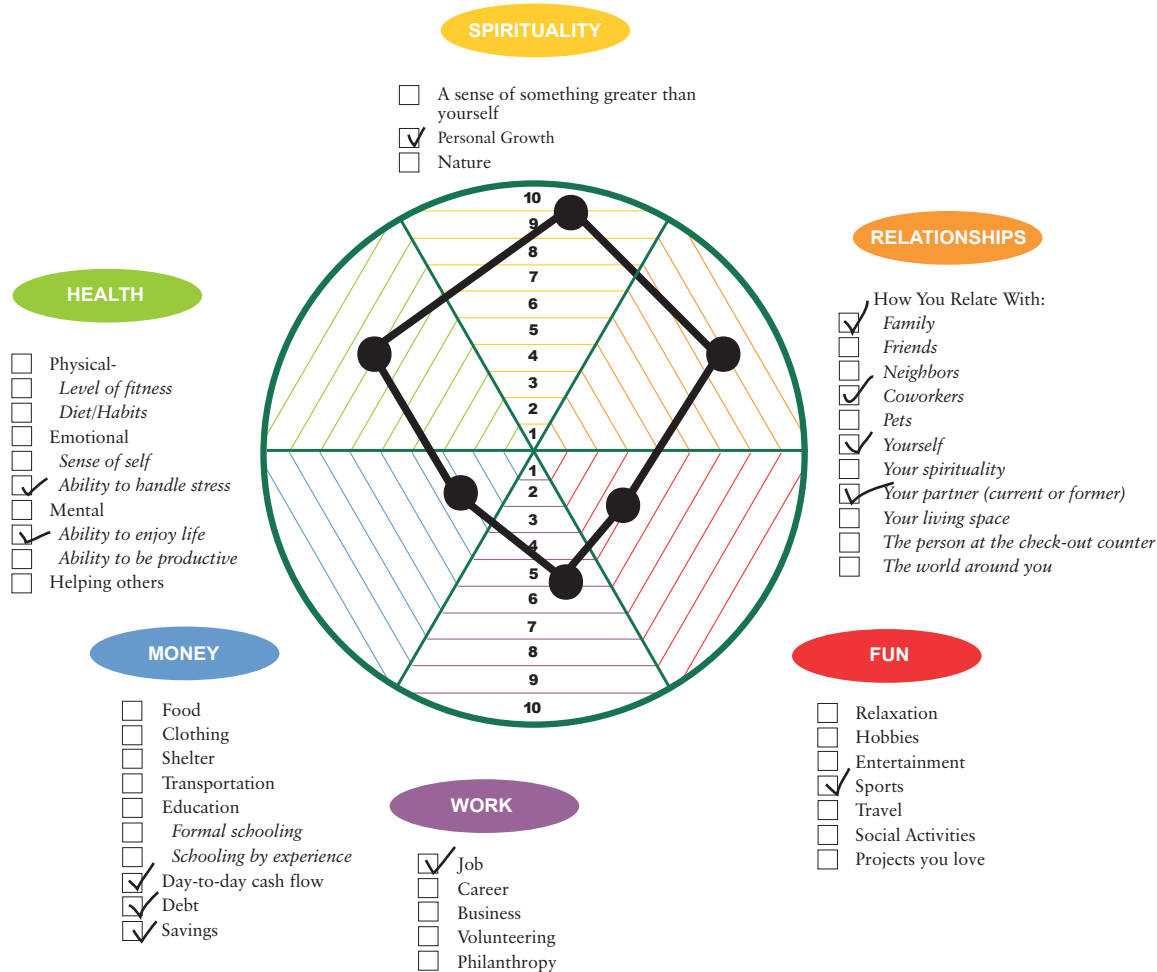 SPIRITUALITY
A sense of something greater than
yourself
Personal Growth
Nature
HEALTH
Physical-
Level of fitness
Diet/Habits
Emotional
Sense of self
Ability to handle stress
Mental
Ability to enjoy life
Ability to be productive
Helping others
10
9
8
7
6
5
4
3
2
1
1
2
3
4
5
6
7
8
9
10
RELATIONSHIPS
How You Relate With:
Family
Friends
Neighbors
Coworkers
Pets
Yourself
Your spirituality
Your partner (current or former)
Your living space
The person at the check-out counter
The world around you
MONEY
Food
Clothing
Shelter
Transportation
Education
Formal schooling
Schooling by experience
Day-to-day cash flow
Debt
Savings
WORK
Job
Career
Business
Volunteering
Philanthropy
FUN
Relaxation
Hobbies
Entertainment
Sports
Travel
Social Activities
Projects you love